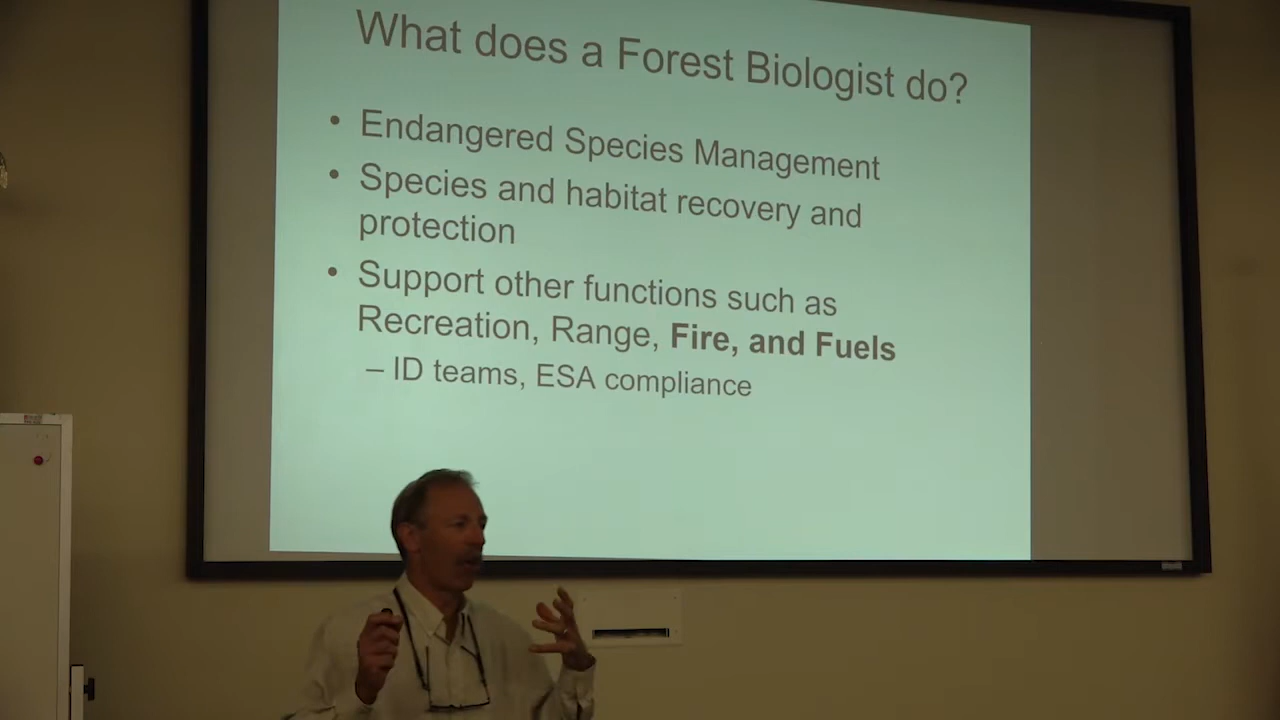 What does a Forest Biologist do?
• Endangered Species Management
• Species and habitat recovery and
protection
• Support other functions such as
Recreation, Range, Fire, and Fuels
– ID teams, ESA compliance